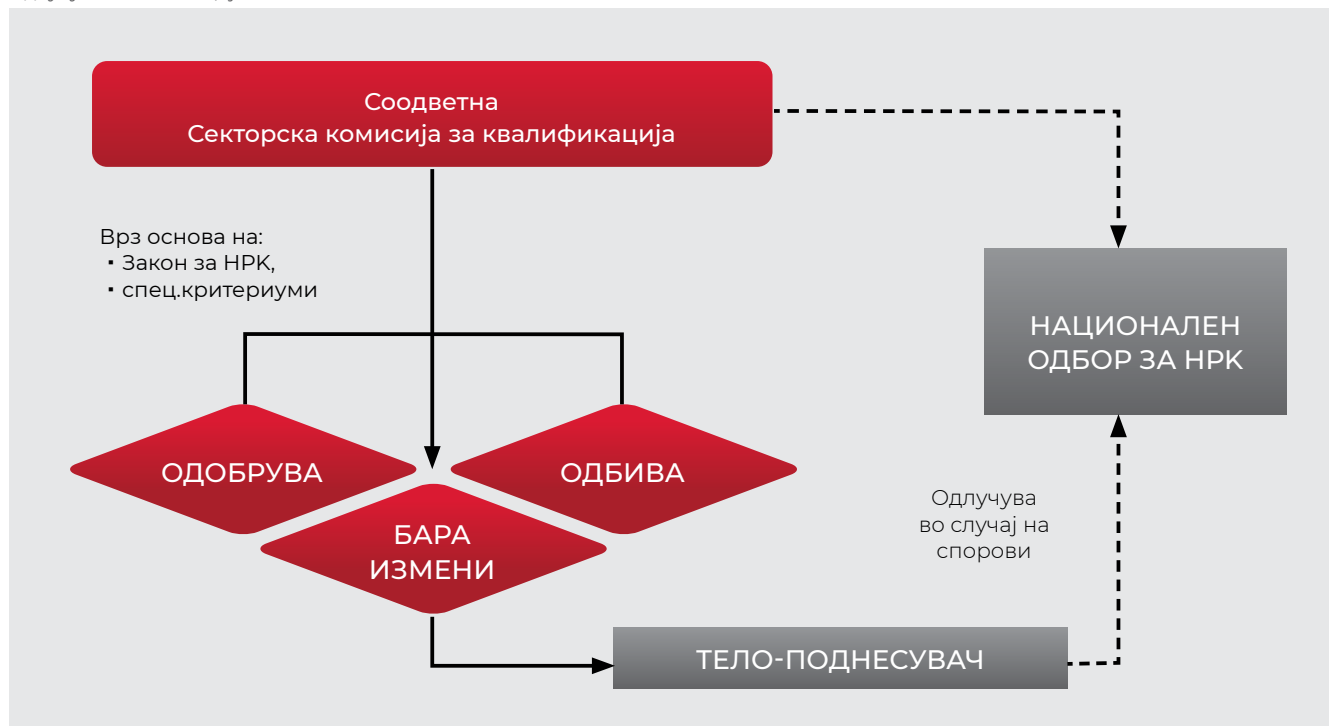 Соодветна
Секторска комисија за квалификација
Врз основа на:
▪ Закон за НРК,
▪ спец.критериуми
НАЦИОНАЛЕН
ОДБОР ЗА НРК
ОДОБРУВА
ОДБИВА
БАРА
ИЗМЕНИ
Одлучува
во случај на
спорови
ТЕЛО-ПОДНЕСУВАЧ